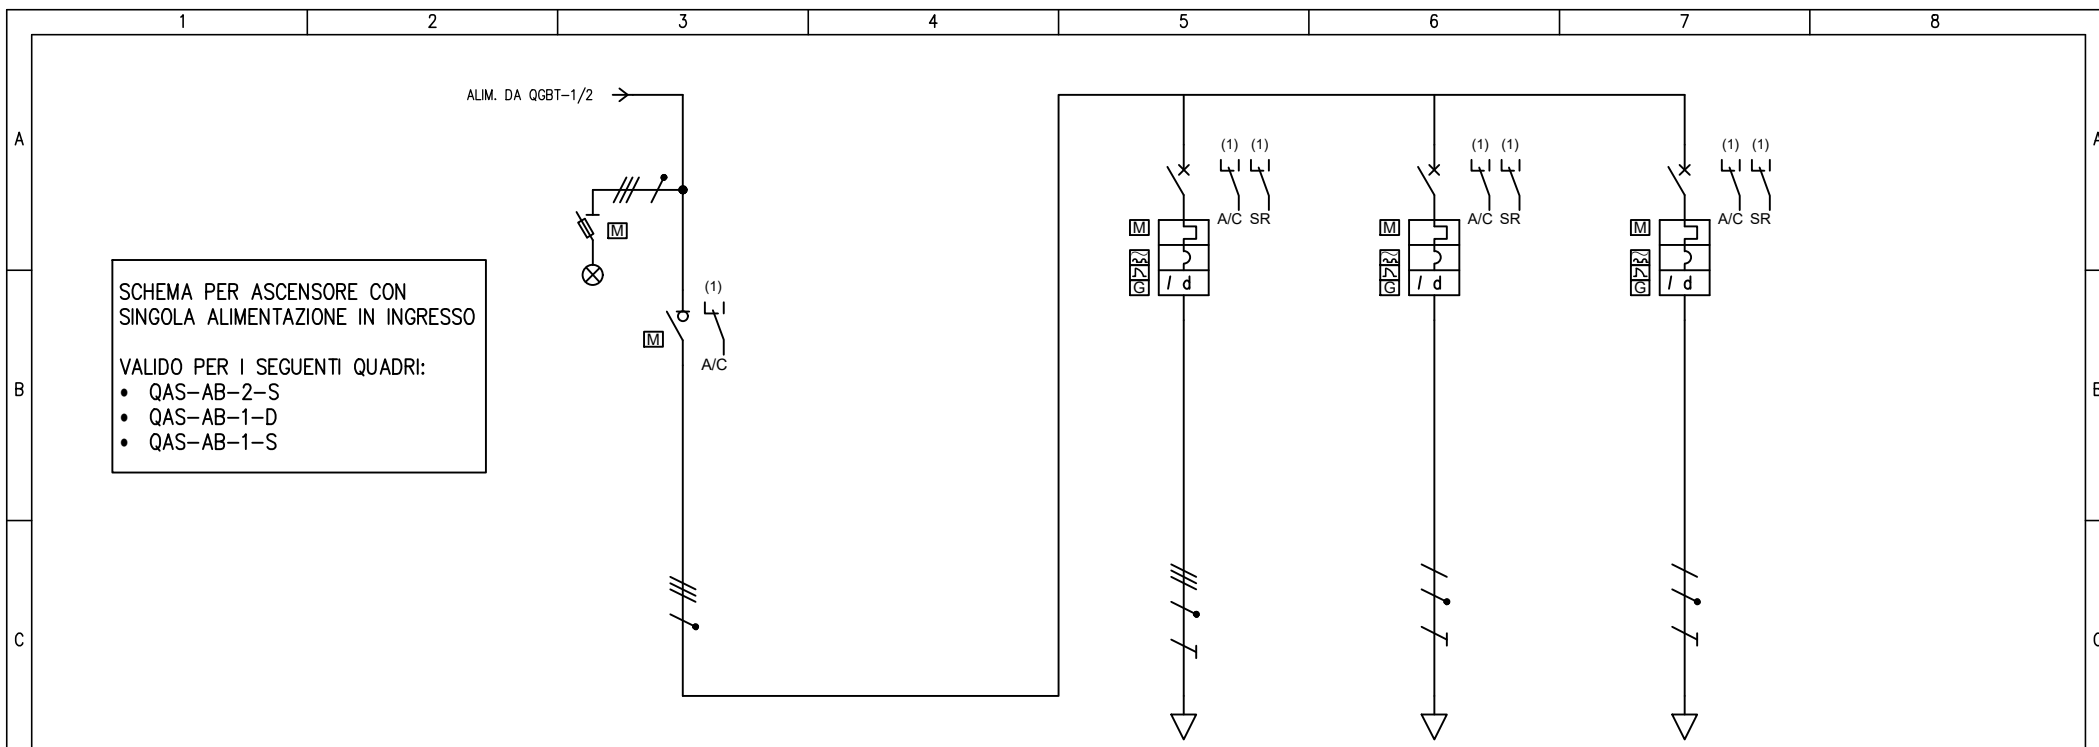 1 2 3 4 5 6 7 8
ALIM. DA QGBT-1/2
A A
(1) (1) (1) (1) (1) (1)
A/C SR A/C SR A/C SR
M M M M
G G G
I d I d I d
SCHEMA PER ASCENSORE CON
SINGOLA ALIMENTAZIONE IN INGRESSO
VALIDO PER I SEGUENTI QUADRI:
• QAS-AB-2-S
• QAS-AB-1-D
• QAS-AB-1-S
(1)
M
A/C
B B
C C